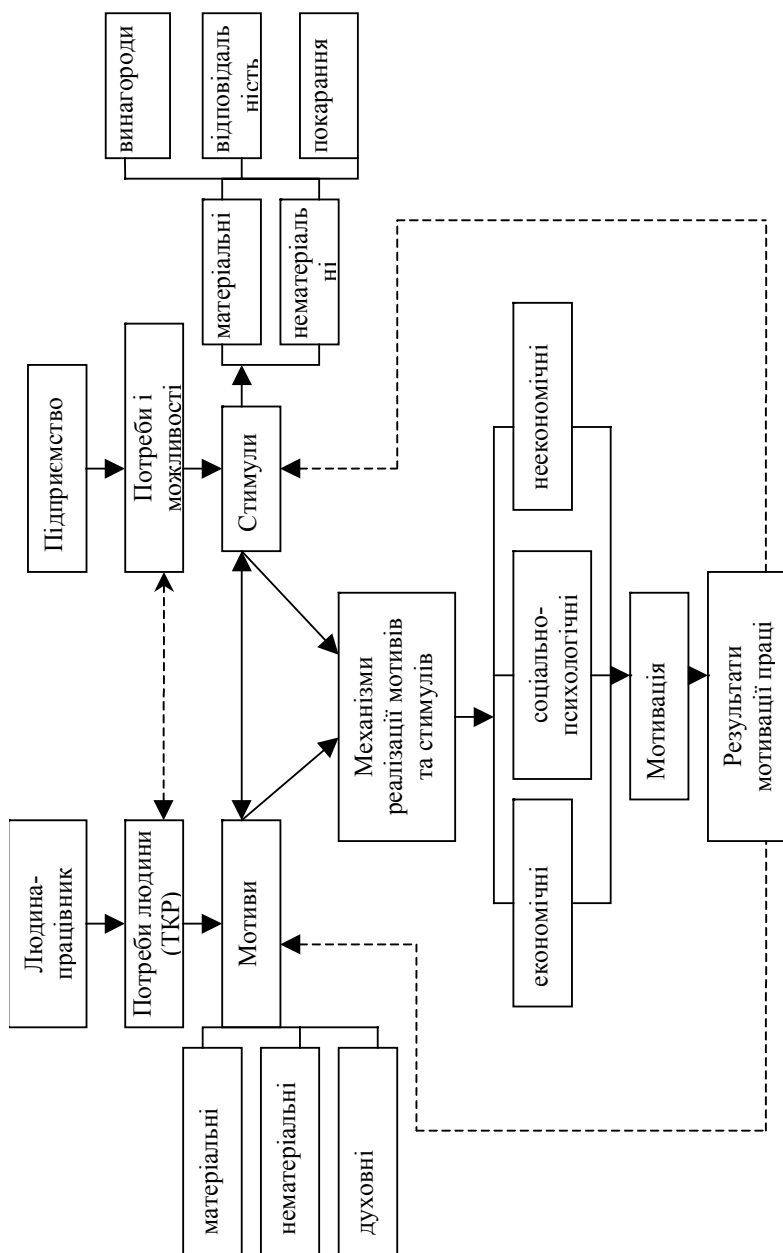 Людина-
працівник
Підприємство
Потреби людини
(ТКР)
Потреби і
можливості
Мотиви
Стимули
матеріальні
нематеріальні
духовні
матеріальні
нематеріаль
ні
винагороди
відповідаль
ність
покарання
Механізми
реалізації мотивів
та стимулів
економічні
соціально-
психологічні
неекономічні
Мотивація
Результати
мотивації праці